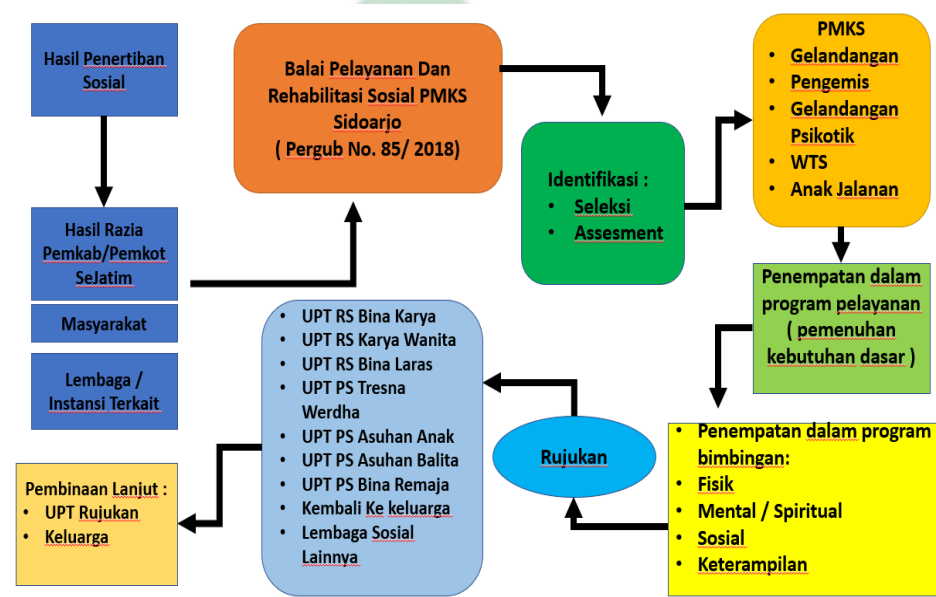 Hasil Penertiban
Sosial
Hasil Razia
Pemkab/Pemkot
SeJatim
Masyarakat
Lembaga /
Instansi Terkait
Balai Pelayanan Dan
Rehabilitasi Sosial PMKS
Sidoarjo
( Pergub No. 85/ 2018)
Identifikasi :
• Seleksi
• Assesment
PMKS
• Gelandangan
• Pengemis
• Gelandangan
Psikotik
• WTS
• Anak Jalanan
Penempatan dalam
program pelayanan
( pemenuhan
kebutuhan dasar )
• Penempatan dalam program
bimbingan:
• Fisik
• Mental / Spiritual
• Sosial
• Keterampilan
Rujukan
• UPT RS Bina Karya
• UPT RS Karya Wanita
• UPT RS Bina Laras
• UPT PS Tresna
Werdha
• UPT PS Asuhan Anak
• UPT PS Asuhan Balita
• UPT PS Bina Remaja
• Kembali Ke keluarga
• Lembaga Sosial
Lainnya
Pembinaan Lanjut :
• UPT Rujukan
• Keluarga